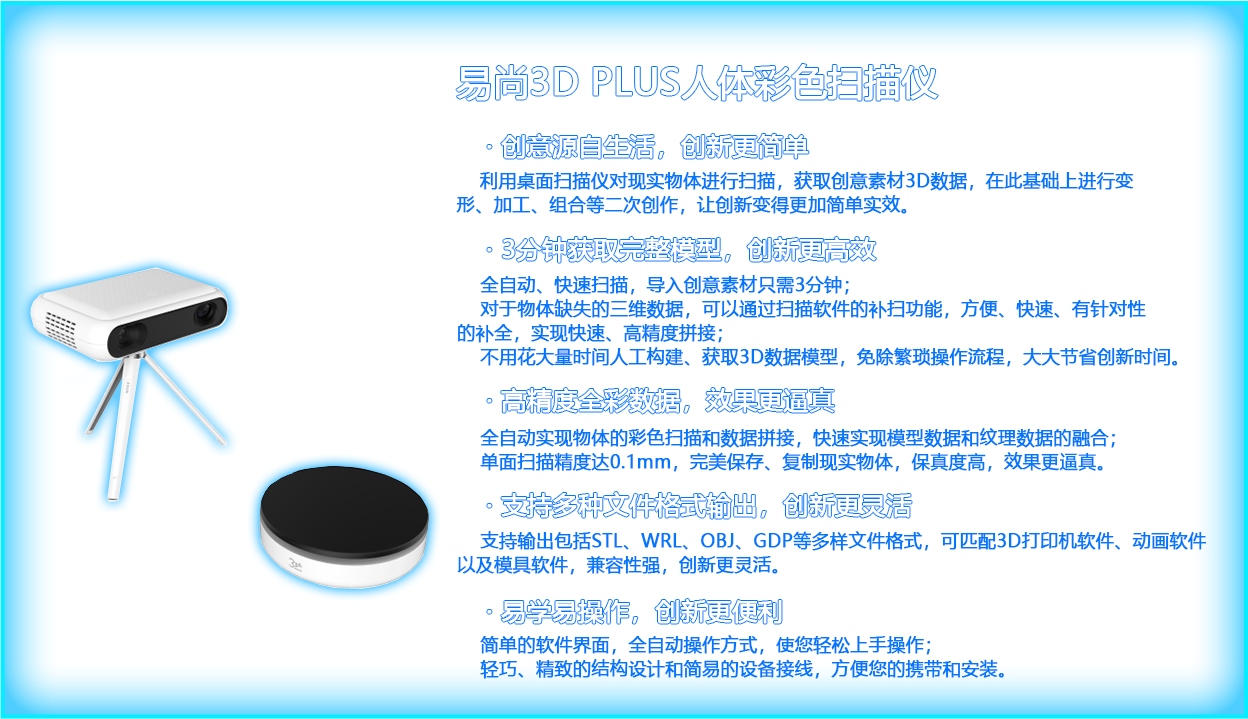 易尚3D PLUS人体彩色扫描仪
· 创意源自生活，创新更简单
利用桌面扫描仪对现实物体进行扫描，获取创意素材3D数据，在此基础上进行变
形、加工、组合等二次创作，让创新变得更加简单实效。
· 3分钟获取完整模型，创新更高效
全自动、快速扫描，导入创意素材只需3分钟；
对于物体缺失的三维数据，可以通过扫描软件的补扫功能，方便、快速、有针对性
的补全，实现快速、高精度拼接；
不用花大量时间人工构建、获取3D数据模型，免除繁琐操作流程，大大节省创新时间。
· 高精度全彩数据，效果更逼真
全自动实现物体的彩色扫描和数据拼接，快速实现模型数据和纹理数据的融合；
单面扫描精度达0.1mm，完美保存、复制现实物体，保真度高，效果更逼真。
· 支持多种文件格式输出，创新更灵活
支持输出包括STL、WRL、OBJ、GDP等多样文件格式，可匹配3D打印机软件、动画软件
以及模具软件，兼容性强，创新更灵活。
· 易学易操作，创新更便利
简单的软件界面，全自动操作方式，使您轻松上手操作；
轻巧、精致的结构设计和简易的设备接线，方便您的携带和安装。